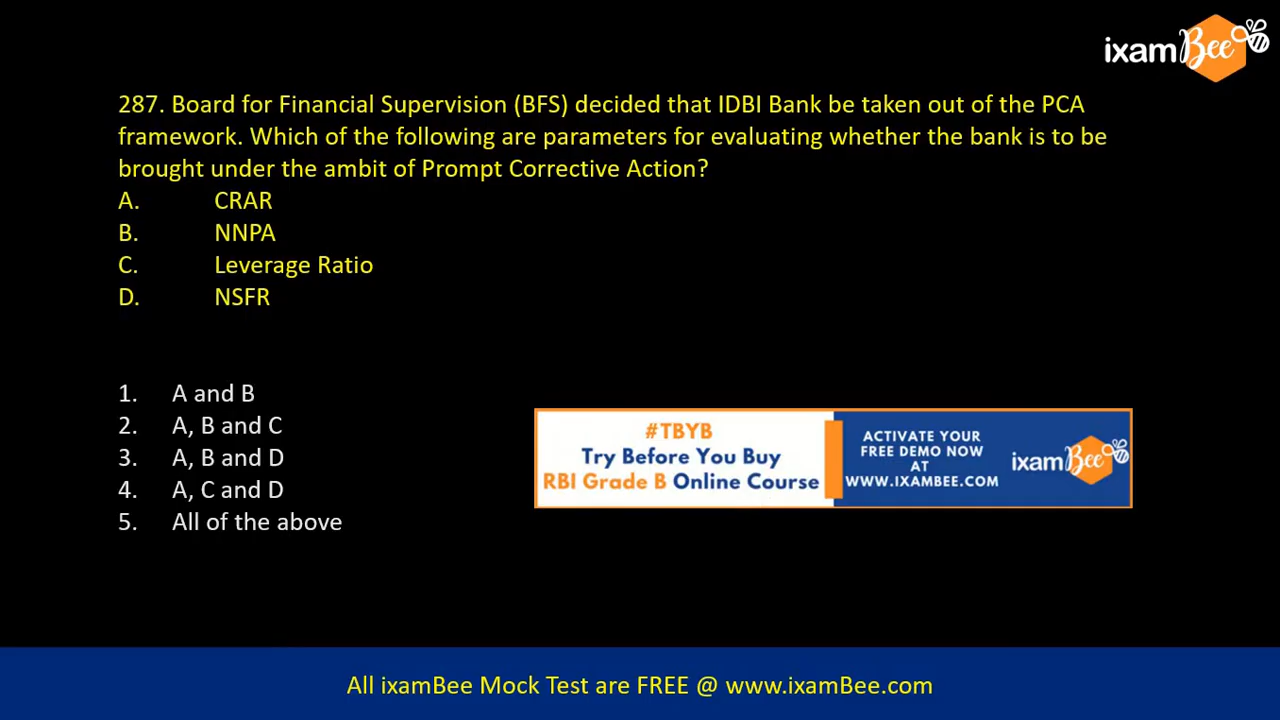 ixamBee
287. Board for Financial Supervision (BFS) decided that IDBI Bank be taken out of the PCA
framework. Which of the following are parameters for evaluating whether the bank is to be
brought under the ambit of Prompt Corrective Action?
A. CRAR
B. NNPA
C. Leverage Ratio
D. NSFR
1. A and B
2. A, B and C
3. A, B and D
4. A, C and D
5. All of the above
#TBYB
Try Before You Buy
RBI Grade B Online Course
ACTIVATE YOUR
FREE DEMO NOW
AT
WWW.IXAMBEE.COM
ixamBee
All ixamBee Mock Test are FREE @ www.ixamBee.com